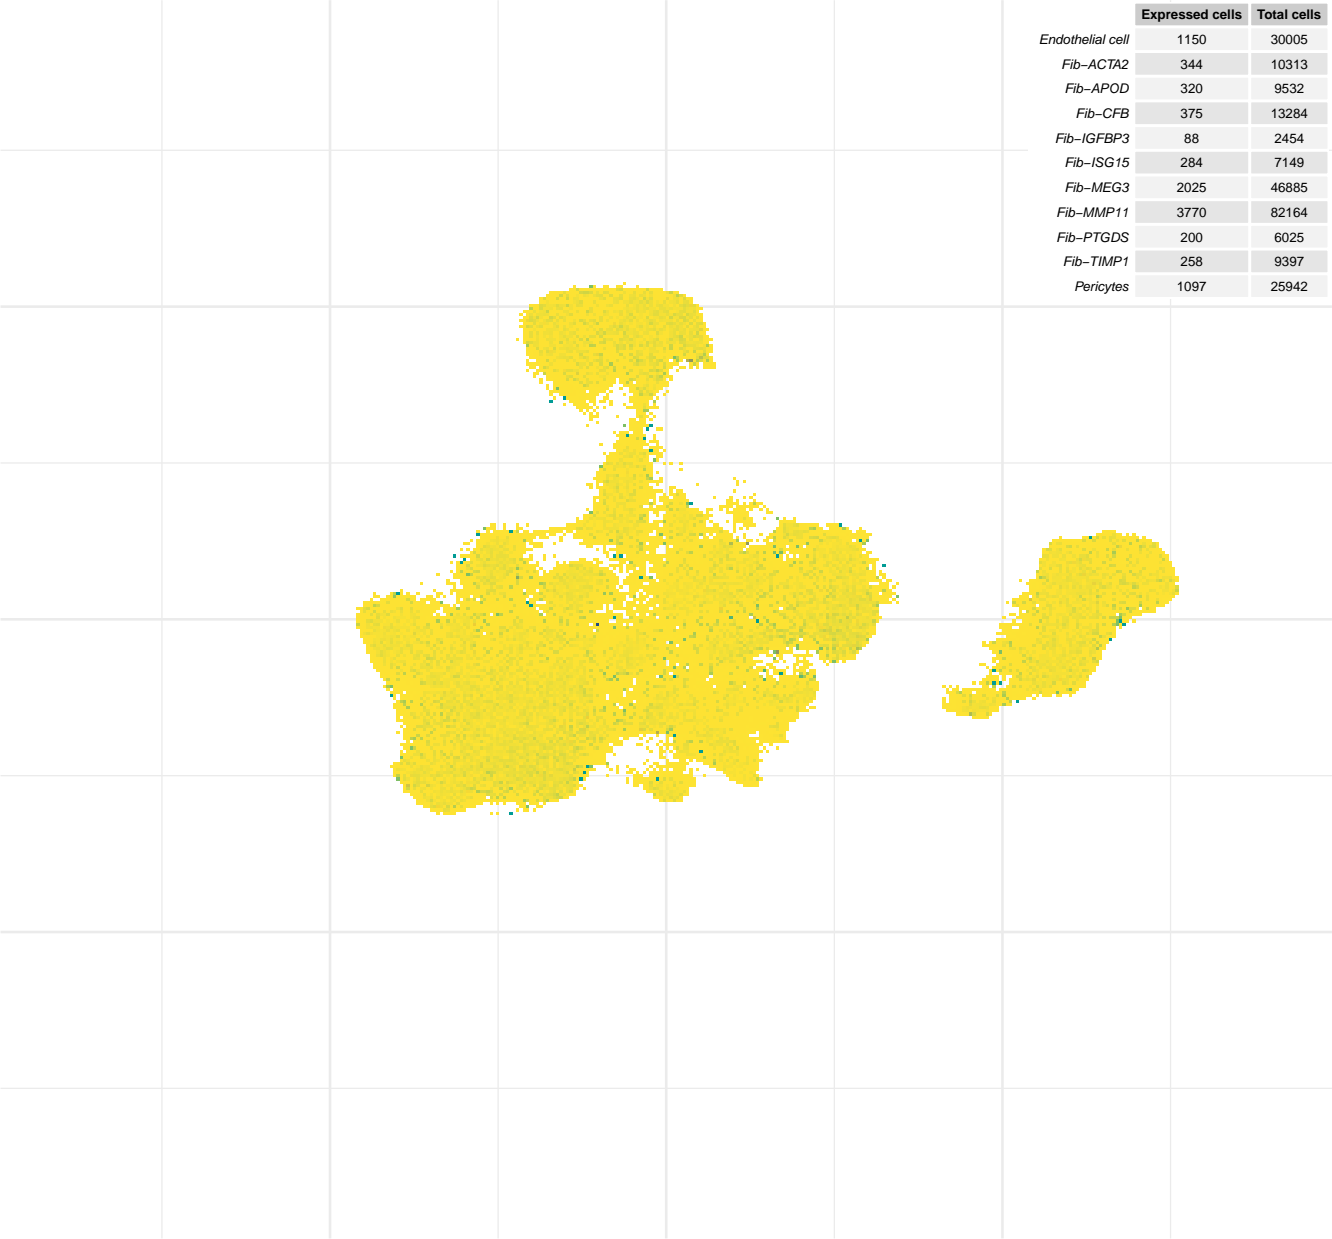 Expressed cells Total cells
Endothelial cell 1150 30005
Fib−ACTA2 344 10313
Fib−APOD 320 9532
Fib−CFB 375 13284
Fib−IGFBP3 88 2454
Fib−ISG15 284 7149
Fib−MEG3 2025 46885
Fib−MMP11 3770 82164
Fib−PTGDS 200 6025
Fib−TIMP1 258 9397
Pericytes 1097 25942